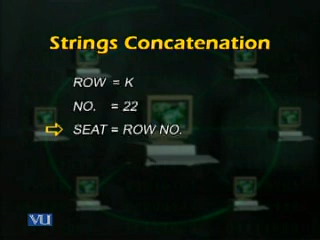 Strings Concatenation
ROW = K
NO. = 22
SEAT = ROW NO.
VU